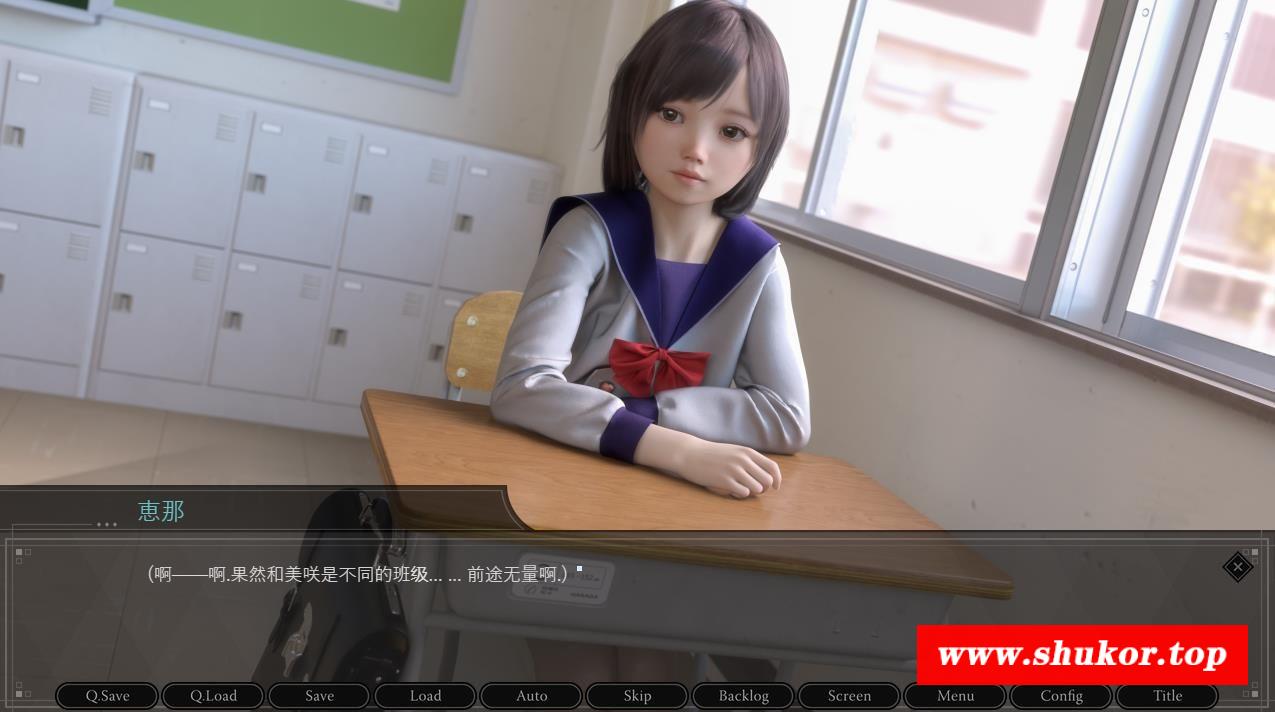 恵那
(啊——啊.果然和美咲是不同的班级... ... 前途无量啊.)
www.shukor.top
Q.Save
Q.Load
Save
Load
Auto
Skip
Backlog
Screen
Menu
Config
Title